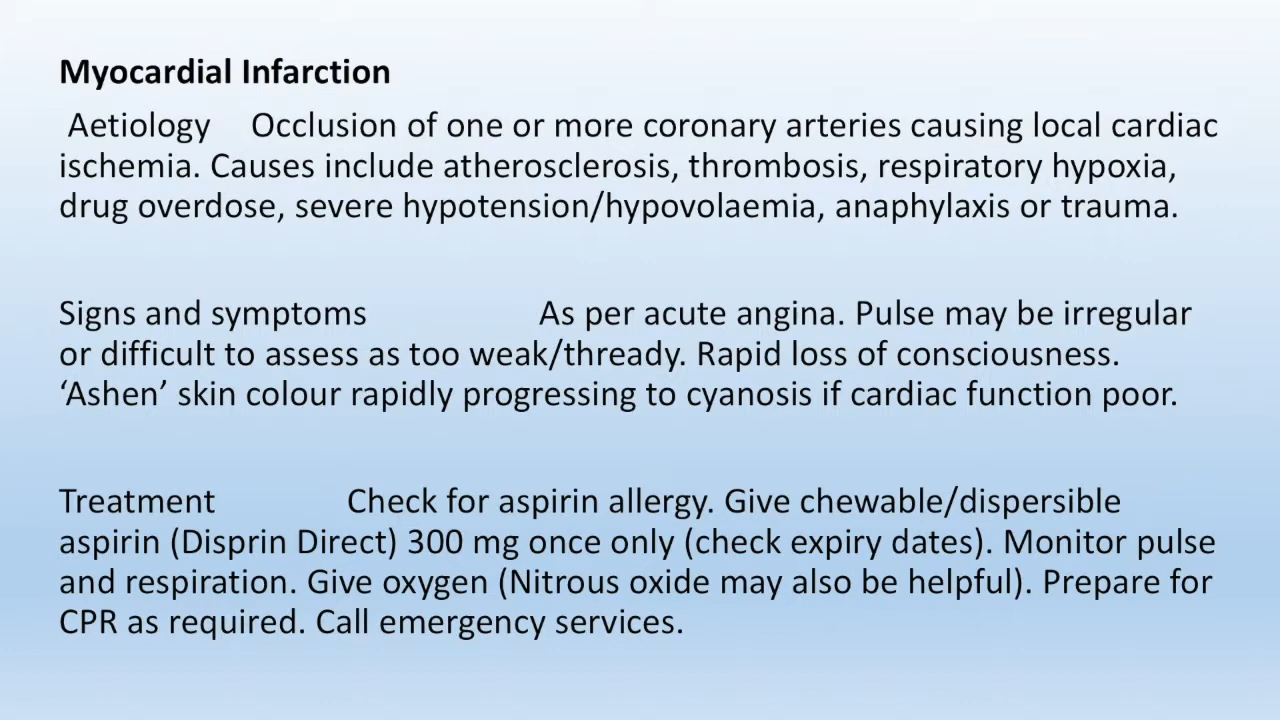 Myocardial Infarction
Aetiology Occlusion of one or more coronary arteries causing local cardiac
ischemia. Causes include atherosclerosis, thrombosis, respiratory hypoxia,
drug overdose, severe hypotension/hypovolaemia, anaphylaxis or trauma.
Signs and symptoms As per acute angina. Pulse may be irregular
or difficult to assess as too weak/thready. Rapid loss of consciousness.
‘Ashen’ skin colour rapidly progressing to cyanosis if cardiac function poor.
Treatment Check for aspirin allergy. Give chewable/dispersible
aspirin (Disprin Direct) 300 mg once only (check expiry dates). Monitor pulse
and respiration. Give oxygen (Nitrous oxide may also be helpful). Prepare for
CPR as required. Call emergency services.